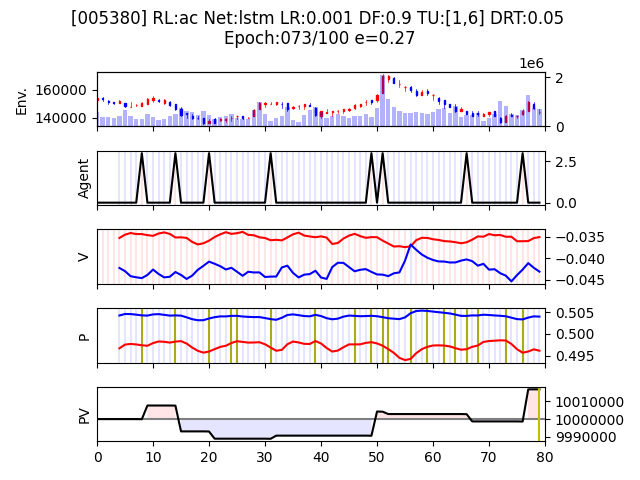 [005380] RL:ac Net:lstm LR:0.001 DF:0.9 TU:[1,6] DRT:0.05
Epoch:073/100 e=0.27
1e6
Env.
160000
140000
2
0
Agent
2.5
0.0
V
−0.035
−0.040
−0.045
P
0.505
0.500
0.495
PV
10010000
10000000
9990000
0 10 20 30 40 50 60 70 80